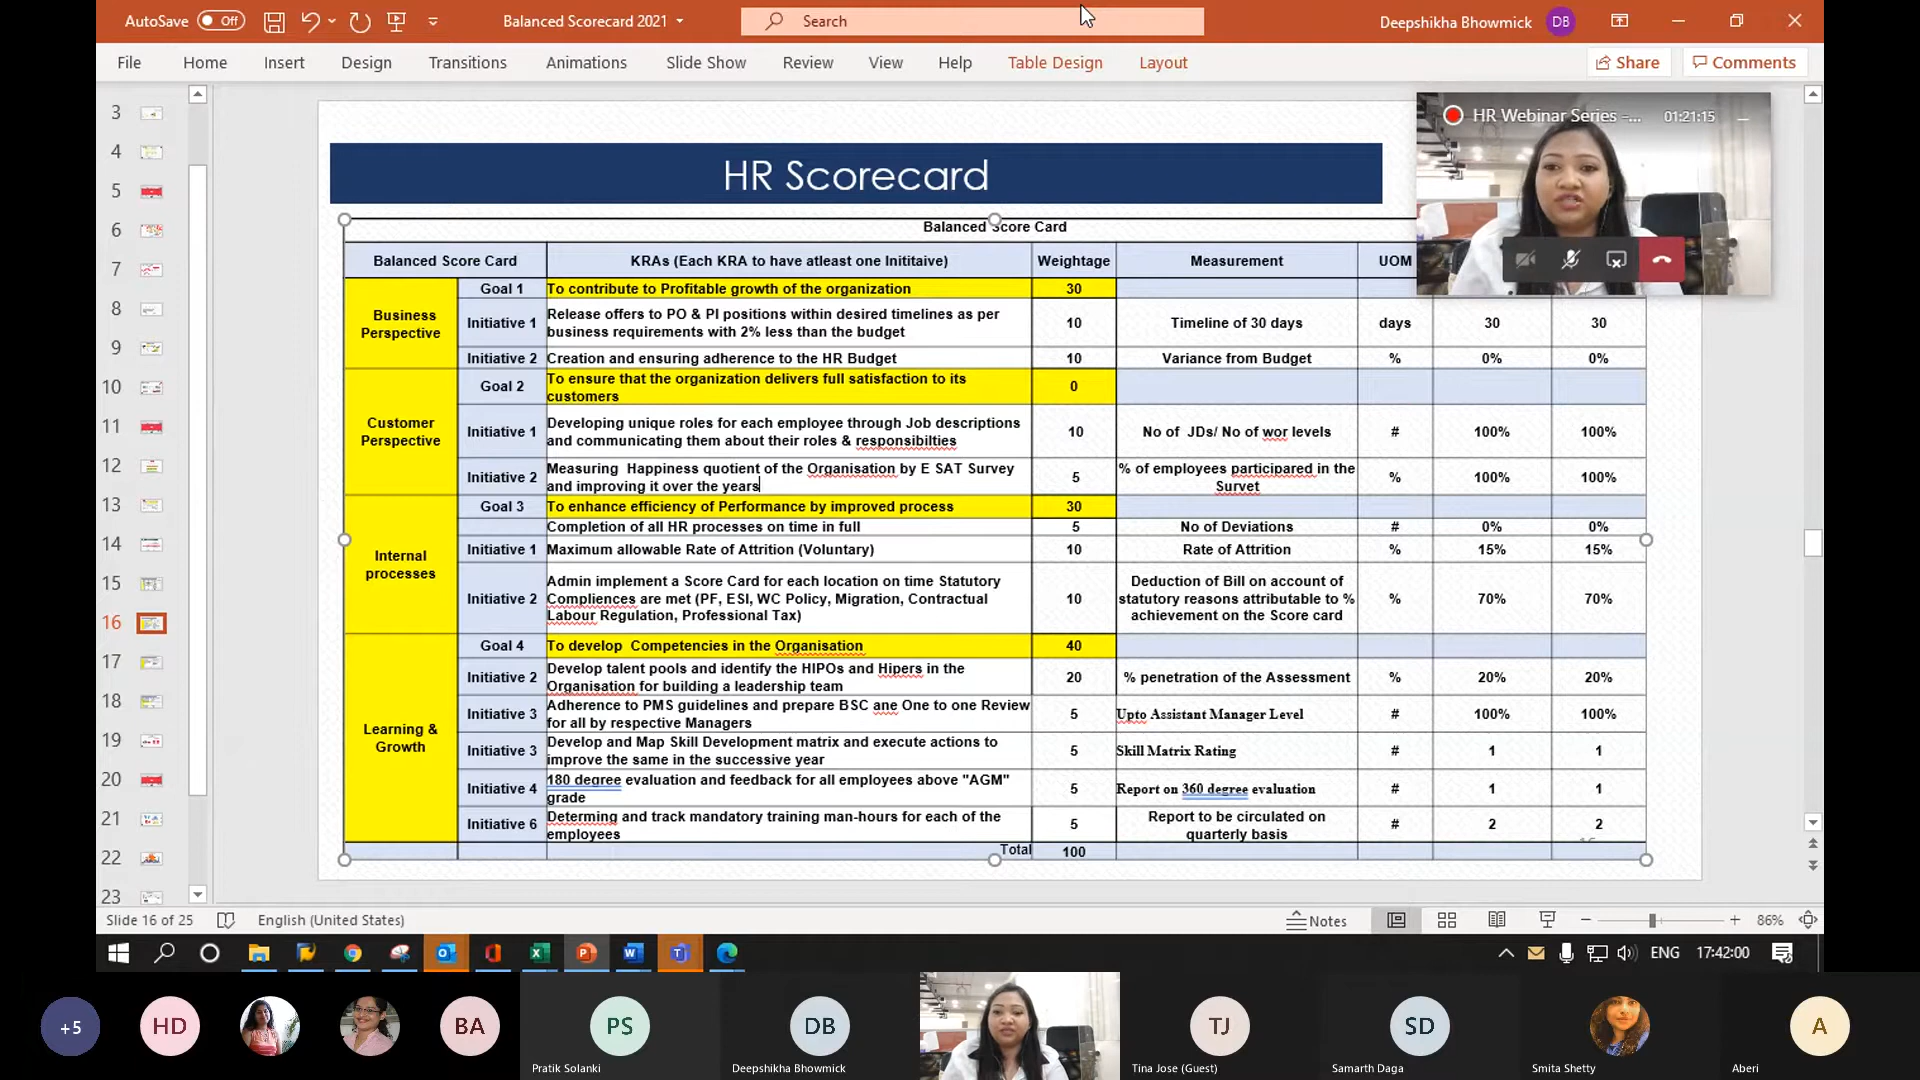 AutoSave Off
Balanced Scorecard 2021
Search
Deepshikha Bhowmick DB
File Home Insert Design Transitions Animations Slide Show Review View Help Table Design Layout
Share Comments
3
4
5
6
7
8
9
10
11
12
13
14
15
16
17
18
19
20
21
22
23
HR Scorecard
HR Webinar Series -... 01:21:15
Balanced Score Card
Balanced Score Card KRAs (Each KRA to have atleast one Inititaive) Weightage Measurement UOM
Business Perspective
Goal 1 To contribute to Profitable growth of the organization 30
Initiative 1 Release offers to PO & PI positions within desired timelines as per
business requirements with 2% less than the budget 10 Timeline of 30 days days 30 30
Initiative 2 Creation and ensuring adherence to the HR Budget 10 Variance from Budget % 0% 0%
Customer Perspective
Goal 2 To ensure that the organization delivers full satisfaction to its
customers 0
Initiative 1 Developing unique roles for each employee through Job descriptions
and communicating them about their roles & responsibilties 10 No of JDs/ No of wor levels # 100% 100%
Initiative 2 Measuring Happiness quotient of the Organisation by E SAT Survey
and improving it over the years 5 % of employees participared in the
Survet % 100% 100%
Internal processes
Goal 3 To enhance efficiency of Performance by improved process 30
Completion of all HR processes on time in full 5 No of Deviations # 0% 0%
Initiative 1 Maximum allowable Rate of Attrition (Voluntary) 10 Rate of Attrition % 15% 15%
Initiative 2 Admin implement a Score Card for each location on time Statutory
Compliences are met (PF, ESI, WC Policy, Migration, Contractual
Labour Regulation, Professional Tax) 10 Deduction of Bill on account of
statutory reasons attributable to %
achievement on the Score card % 70% 70%
Learning & Growth
Goal 4 To develop Competencies in the Organisation 40
Initiative 2 Develop talent pools and identify the HIPOs and Hipers in the
Organisation for building a leadership team 20 % penetration of the Assessment % 20% 20%
Initiative 3 Adherence to PMS guidelines and prepare BSC ane One to one Review
for all by respective Managers 5 Upto Assistant Manager Level # 100% 100%
Initiative 3 Develop and Map Skill Development matrix and execute actions to
improve the same in the successive year 5 Skill Matrix Rating # 1 1
Initiative 4 180 degree evaluation and feedback for all employees above "AGM"
grade 5 Report on 360 degree evaluation # 1 1
Initiative 6 Determing and track mandatory training man-hours for each of the
employees 5 Report to be circulated on
quarterly basis # 2 2
Total 100
Slide 16 of 25 English (United States) Notes 86%
ENG 17:42:00
+5 HD BA PS DB TJ SD A
Pratik Solanki Deepshikha Bhowmick Tina Jose (Guest) Samarth Daga Smita Shetty Aberi